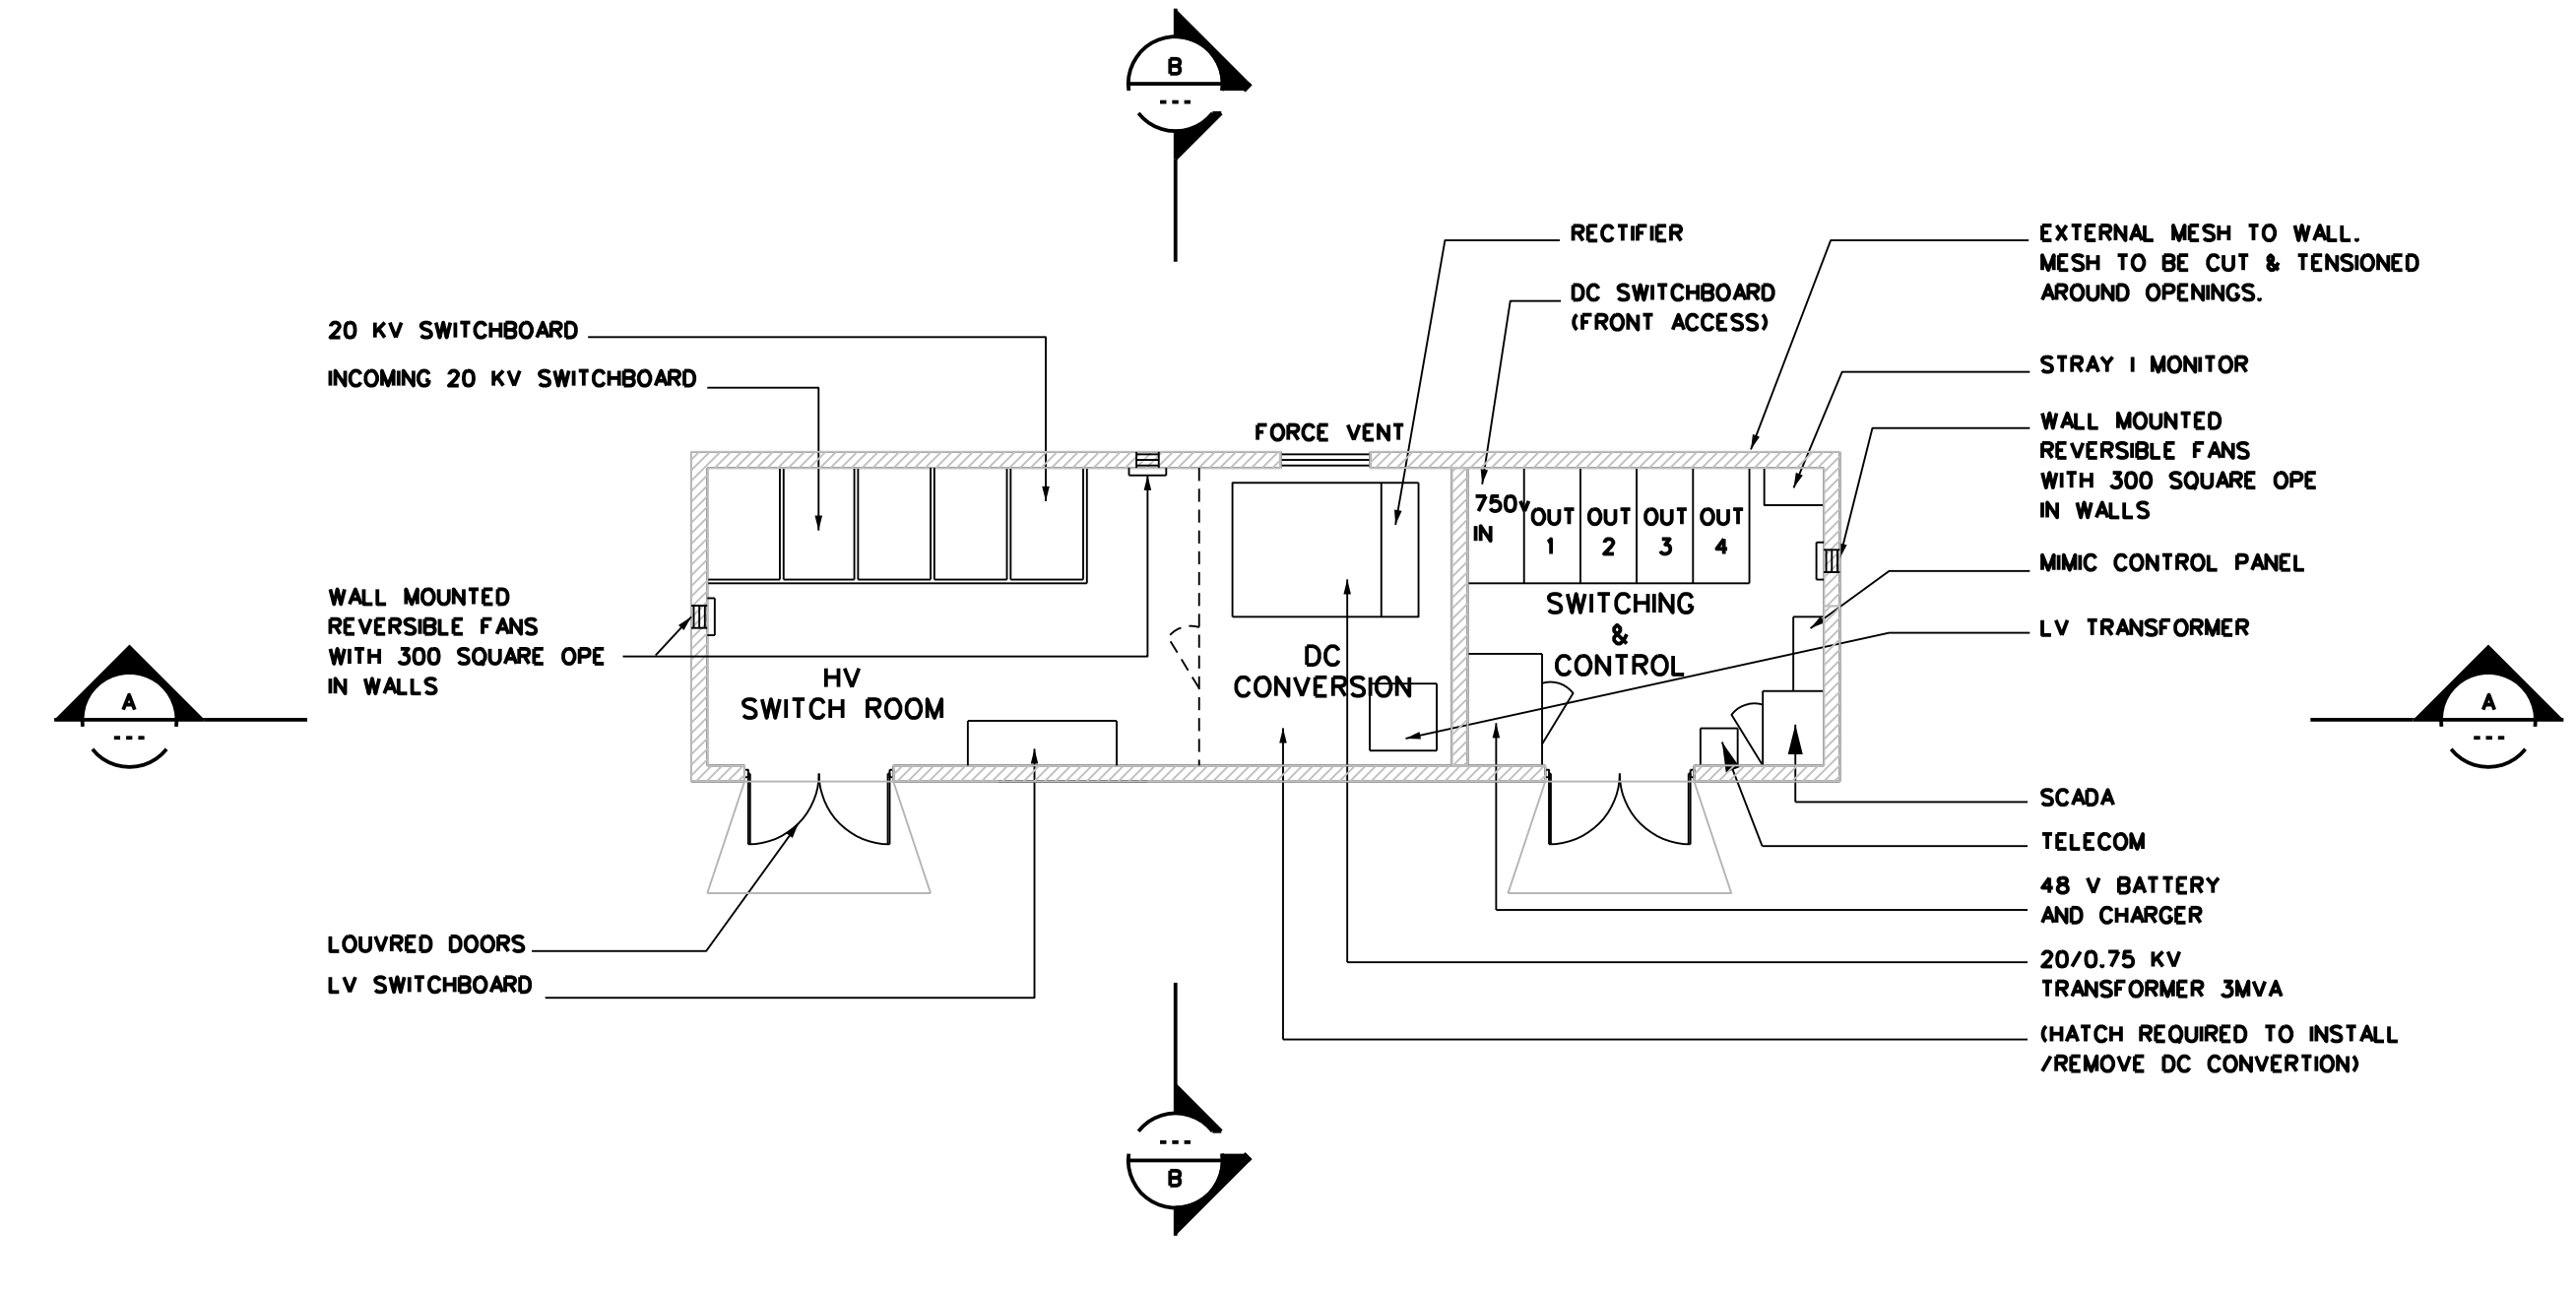 B
---
RECTIFIER
DC SWITCHBOARD
(FRONT ACCESS)
EXTERNAL MESH TO WALL.
MESH TO BE CUT & TENSIONED
AROUND OPENINGS.
20 KV SWITCHBOARD
INCOMING 20 KV SWITCHBOARD
STRAY I MONITOR
FORCE VENT
WALL MOUNTED
REVERSIBLE FANS
WITH 300 SQUARE OPE
IN WALLS
750v
IN
OUT
1
OUT
2
OUT
3
OUT
4
MIMIC CONTROL PANEL
WALL MOUNTED
REVERSIBLE FANS
WITH 300 SQUARE OPE
IN WALLS
SWITCHING
&
CONTROL
LV TRANSFORMER
HV
SWITCH ROOM
DC
CONVERSION
A
---
A
---
SCADA
TELECOM
48 V BATTERY
AND CHARGER
LOUVRED DOORS
LV SWITCHBOARD
20/0.75 KV
TRANSFORMER 3MVA
(HATCH REQUIRED TO INSTALL
/REMOVE DC CONVERTION)
---
B